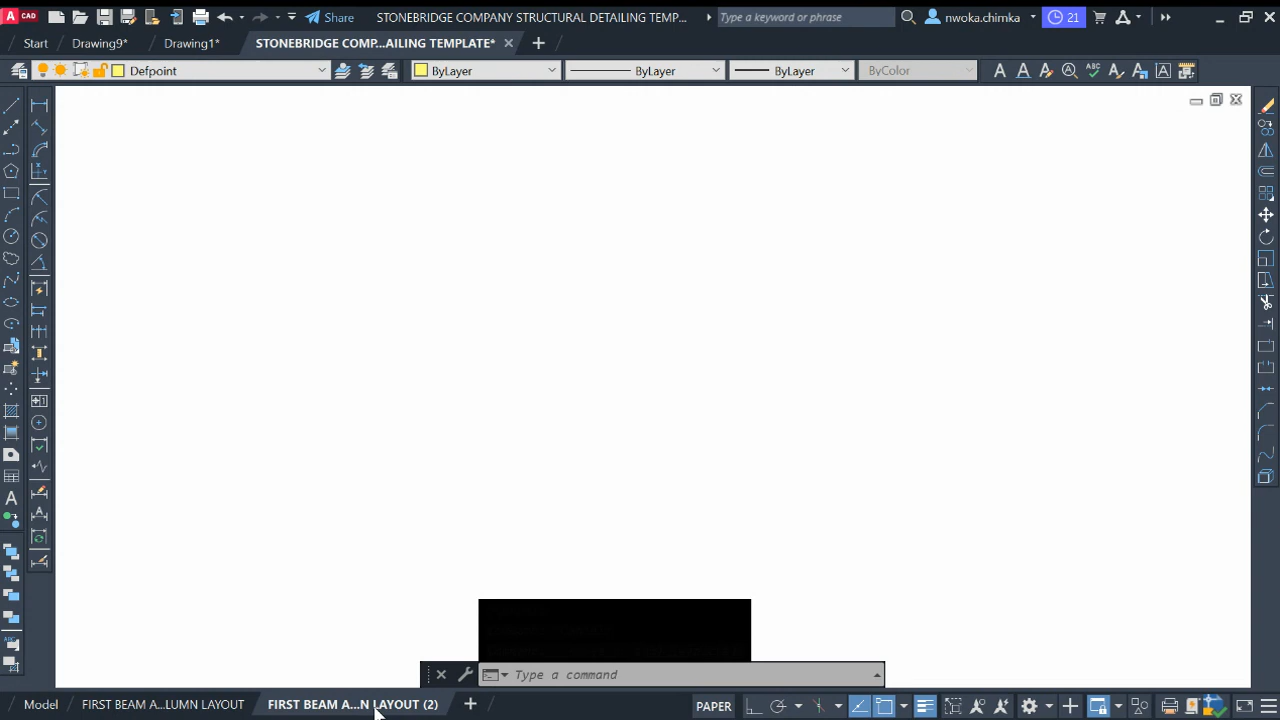 CAD
Share
STONEBRIDGE COMPANY STRUCTURAL DETAILING TEMP...
Type a keyword or phrase
nwoka.chimka
21
Start
Drawing9*
Drawing1*
STONEBRIDGE COMP...AILING TEMPLATE*
Defpoint
ByLayer
ByLayer
ByLayer
ByColor
Type a command
Model
FIRST BEAM A...LUMN LAYOUT
FIRST BEAM A...N LAYOUT (2)
PAPER